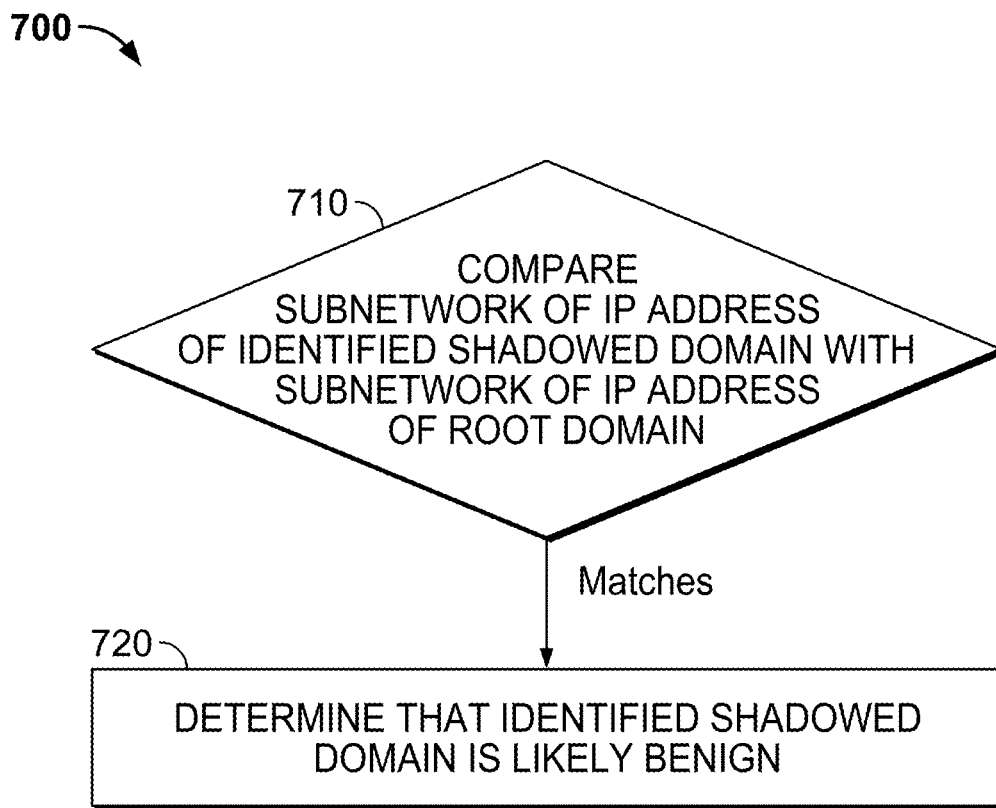 700
710
COMPARE
SUBNETWORK OF IP ADDRESS
OF IDENTIFIED SHADOWED DOMAIN WITH
SUBNETWORK OF IP ADDRESS
OF ROOT DOMAIN
Matches
720
DETERMINE THAT IDENTIFIED SHADOWED
DOMAIN IS LIKELY BENIGN